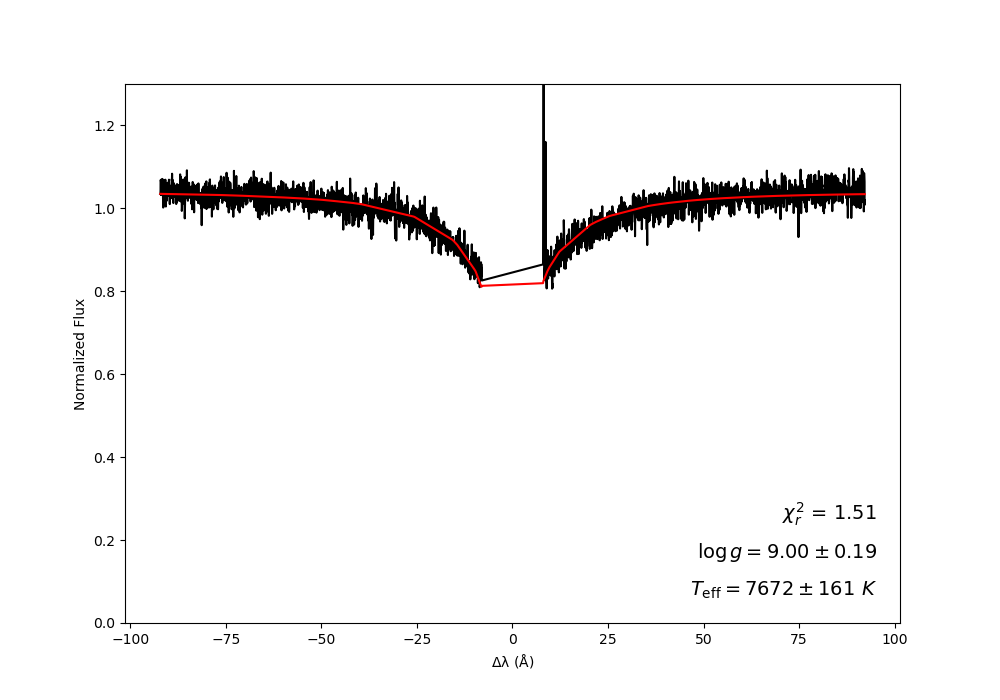 1.2
1.0
0.8
0.6
0.4
0.2
0.0
Normalized Flux
χ²ᵣ = 1.51
log g = 9.00 ± 0.19
T_eff = 7672 ± 161 K
−100 −75 −50 −25 0 25 50 75 100
Δλ (Å)